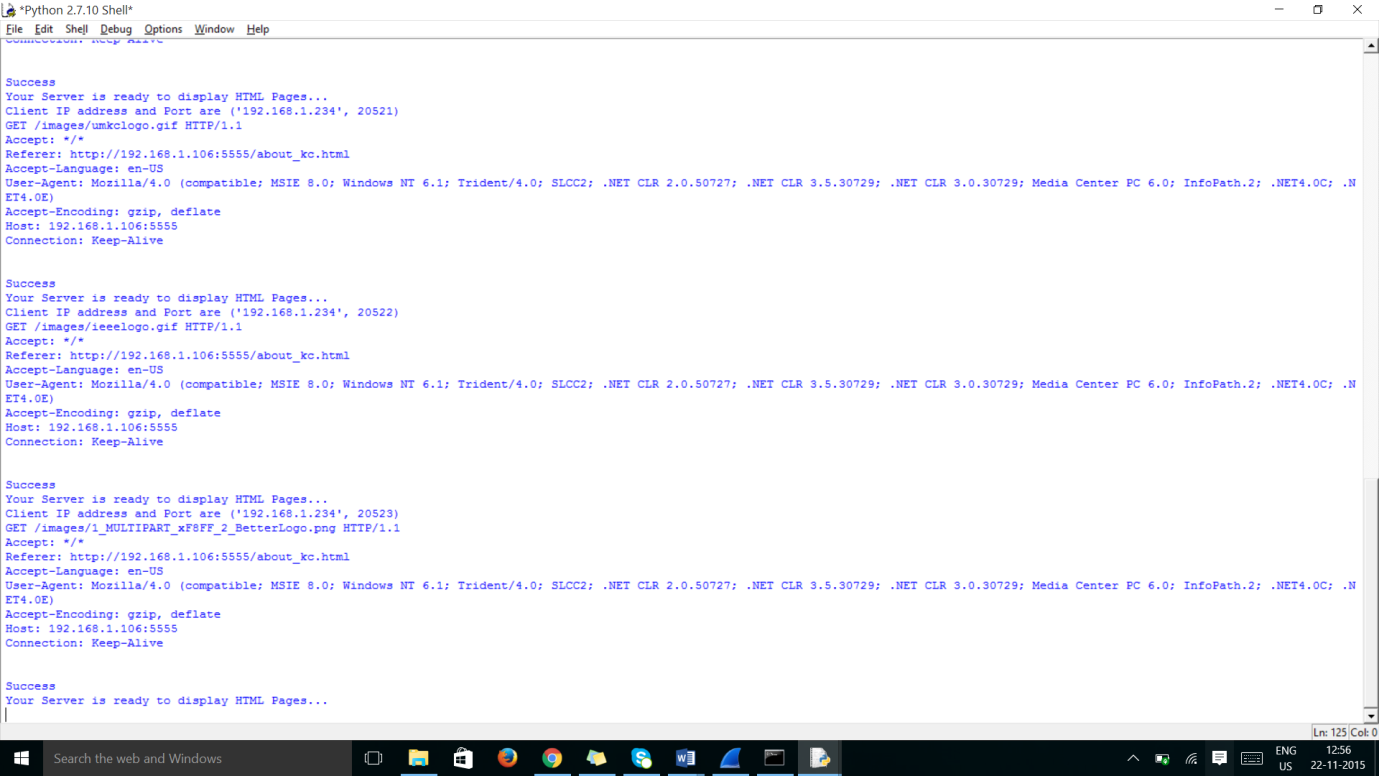 *Python 2.7.10 Shell*
File Edit Shell Debug Options Window Help
Connection: Keep-Alive
Success
Your Server is ready to display HTML Pages...
Client IP address and Port are ('192.168.1.234', 20521)
GET /images/umkclogo.gif HTTP/1.1
Accept: */*
Referer: http://192.168.1.106:5555/about_kc.html
Accept-Language: en-US
User-Agent: Mozilla/4.0 (compatible; MSIE 8.0; Windows NT 6.1; Trident/4.0; SLCC2; .NET CLR 2.0.50727; .NET CLR 3.5.30729; .NET CLR 3.0.30729; Media Center PC 6.0; InfoPath.2; .NET4.0C; .N
ET4.0E)
Accept-Encoding: gzip, deflate
Host: 192.168.1.106:5555
Connection: Keep-Alive
Success
Your Server is ready to display HTML Pages...
Client IP address and Port are ('192.168.1.234', 20522)
GET /images/ieeelogo.gif HTTP/1.1
Accept: */*
Referer: http://192.168.1.106:5555/about_kc.html
Accept-Language: en-US
User-Agent: Mozilla/4.0 (compatible; MSIE 8.0; Windows NT 6.1; Trident/4.0; SLCC2; .NET CLR 2.0.50727; .NET CLR 3.5.30729; .NET CLR 3.0.30729; Media Center PC 6.0; InfoPath.2; .NET4.0C; .N
ET4.0E)
Accept-Encoding: gzip, deflate
Host: 192.168.1.106:5555
Connection: Keep-Alive
Success
Your Server is ready to display HTML Pages...
Client IP address and Port are ('192.168.1.234', 20523)
GET /images/1_MULTIPART_xF8FF_2_BetterLogo.png HTTP/1.1
Accept: */*
Referer: http://192.168.1.106:5555/about_kc.html
Accept-Language: en-US
User-Agent: Mozilla/4.0 (compatible; MSIE 8.0; Windows NT 6.1; Trident/4.0; SLCC2; .NET CLR 2.0.50727; .NET CLR 3.5.30729; .NET CLR 3.0.30729; Media Center PC 6.0; InfoPath.2; .NET4.0C; .N
ET4.0E)
Accept-Encoding: gzip, deflate
Host: 192.168.1.106:5555
Connection: Keep-Alive
Success
Your Server is ready to display HTML Pages...
Ln: 125 Col: 0
Search the web and Windows
ENG
US
12:56
22-11-2015